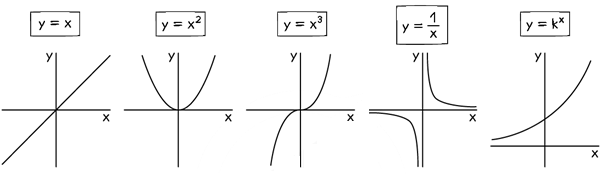 y = x
y = x²
y = x³
y = 1/x
y = kˣ
y
y
y
y
y
x
x
x
x
x